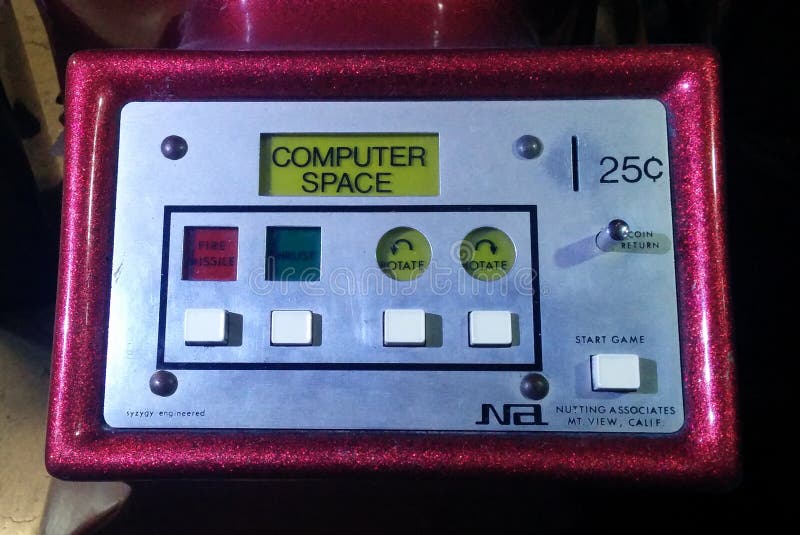 COMPUTER
SPACE
25¢
FIRE
MISSILE
THRUST
ROTATE
ROTATE
COIN
RETURN
START GAME
syzygy engineered
Na
NUTTING ASSOCIATES
MT. VIEW, CALIF.
dreamstime